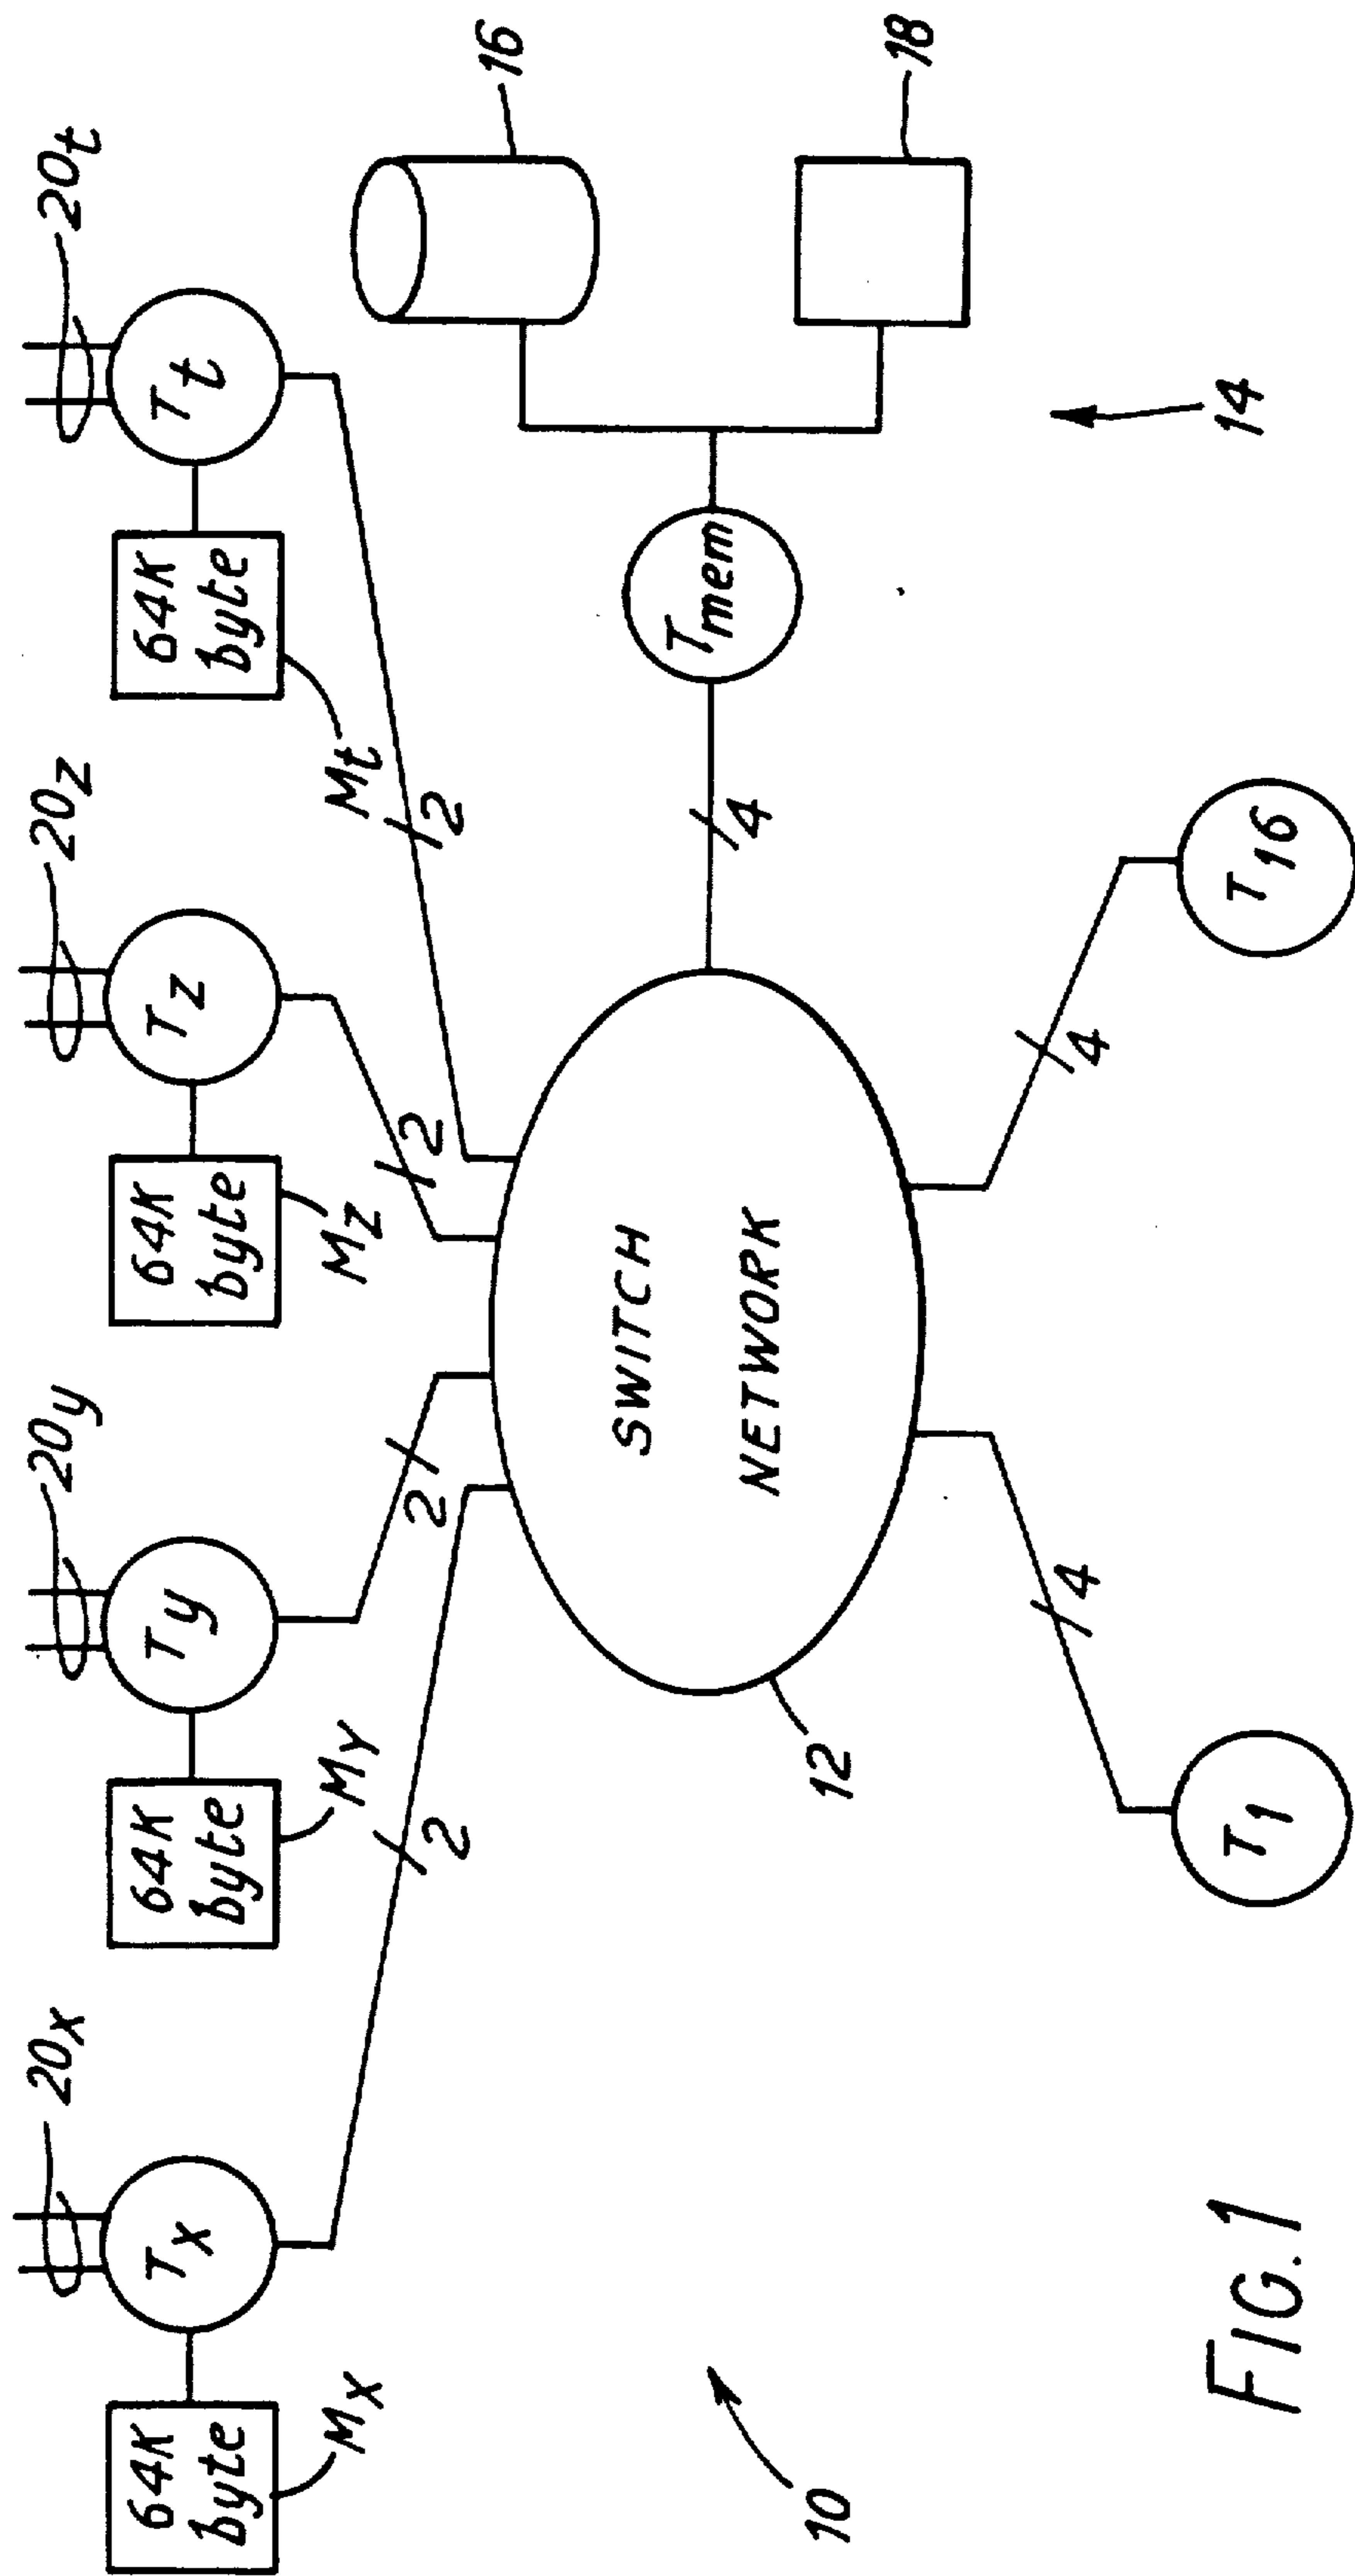 20x
20y
20z
20t
64K
byte
Tx
64K
byte
Ty
64K
byte
Tz
64K
byte
Tt
Mx
My
Mz
Mt
2
2
2
2
16
SWITCH
NETWORK
4
Tmem
12
10
18
4
4
14
T1
T16
FIG.1